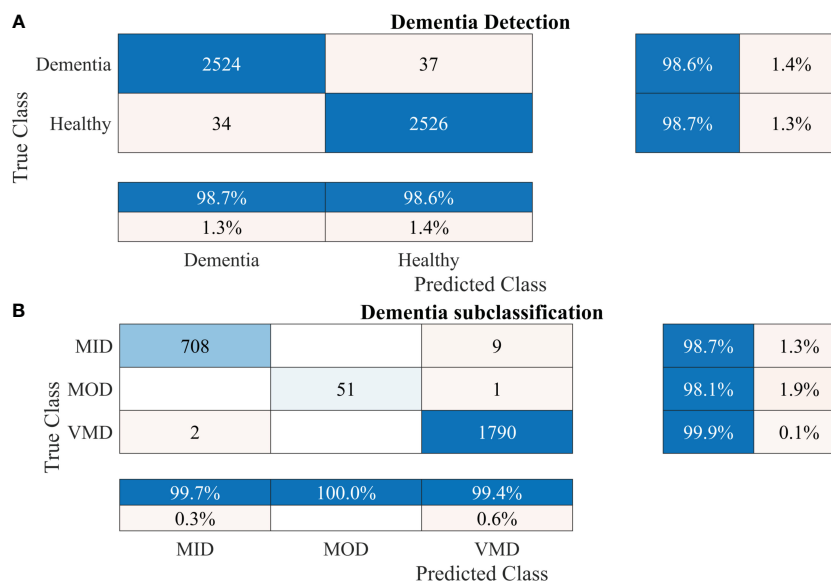 A
Dementia Detection
True Class
Dementia 2524 37 98.6% 1.4%
Healthy 34 2526 98.7% 1.3%
98.7% 98.6%
1.3% 1.4%
Dementia Healthy
Predicted Class
B
Dementia subclassification
True Class
MID 708 9 98.7% 1.3%
MOD 51 1 98.1% 1.9%
VMD 2 1790 99.9% 0.1%
99.7% 100.0% 99.4%
0.3% 0.6%
MID MOD VMD
Predicted Class